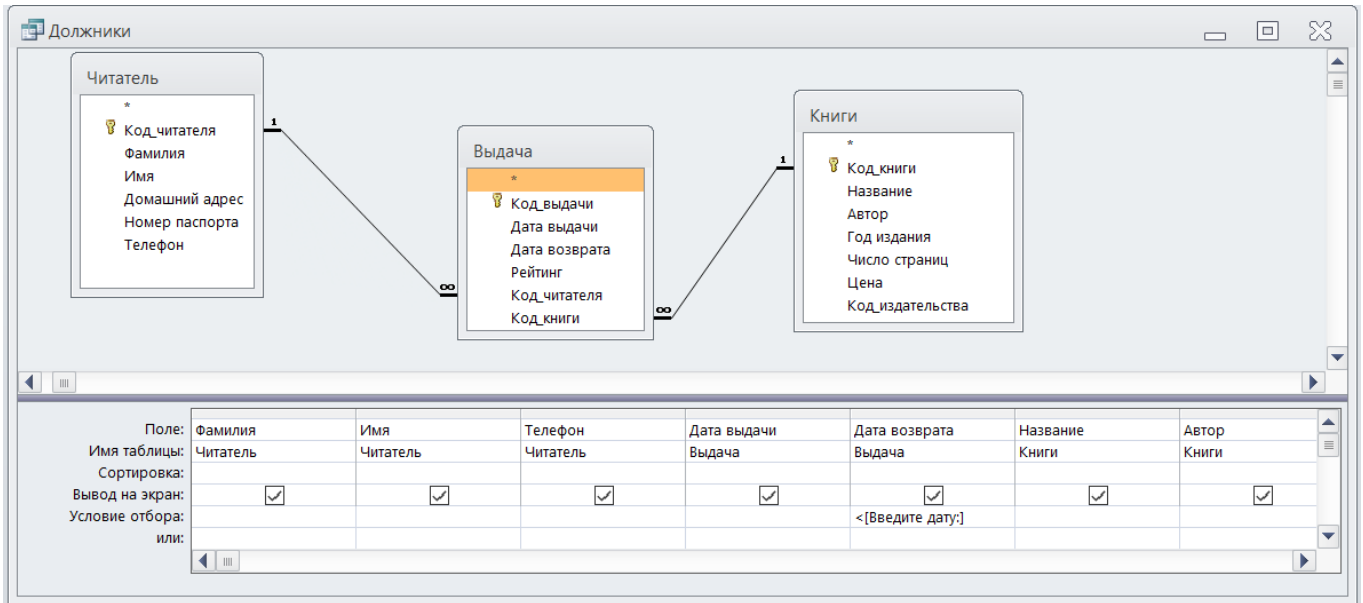 Должники
Читатель
*
Код_читателя
Фамилия
Имя
Домашний адрес
Номер паспорта
Телефон
1
∞
Выдача
*
Код_выдачи
Дата выдачи
Дата возврата
Рейтинг
Код_читателя
Код_книги
1
∞
Книги
*
Код_книги
Название
Автор
Год издания
Число страниц
Цена
Код_издательства
Поле: Фамилия Имя Телефон Дата выдачи Дата возврата Название Автор
Имя таблицы: Читатель Читатель Читатель Выдача Выдача Книги Книги
Сортировка:
Вывод на экран:
Условие отбора: <[Введите дату:]
или: